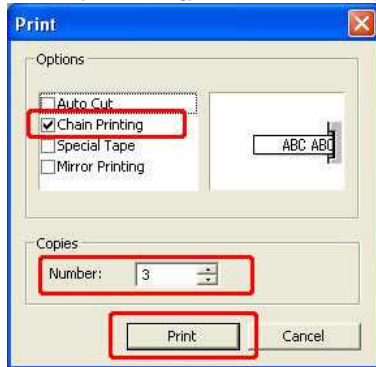 Print
Options
Auto Cut
Chain Printing
Special Tape
Mirror Printing
ABC ABC
Copies
Number: 3
Print Cancel